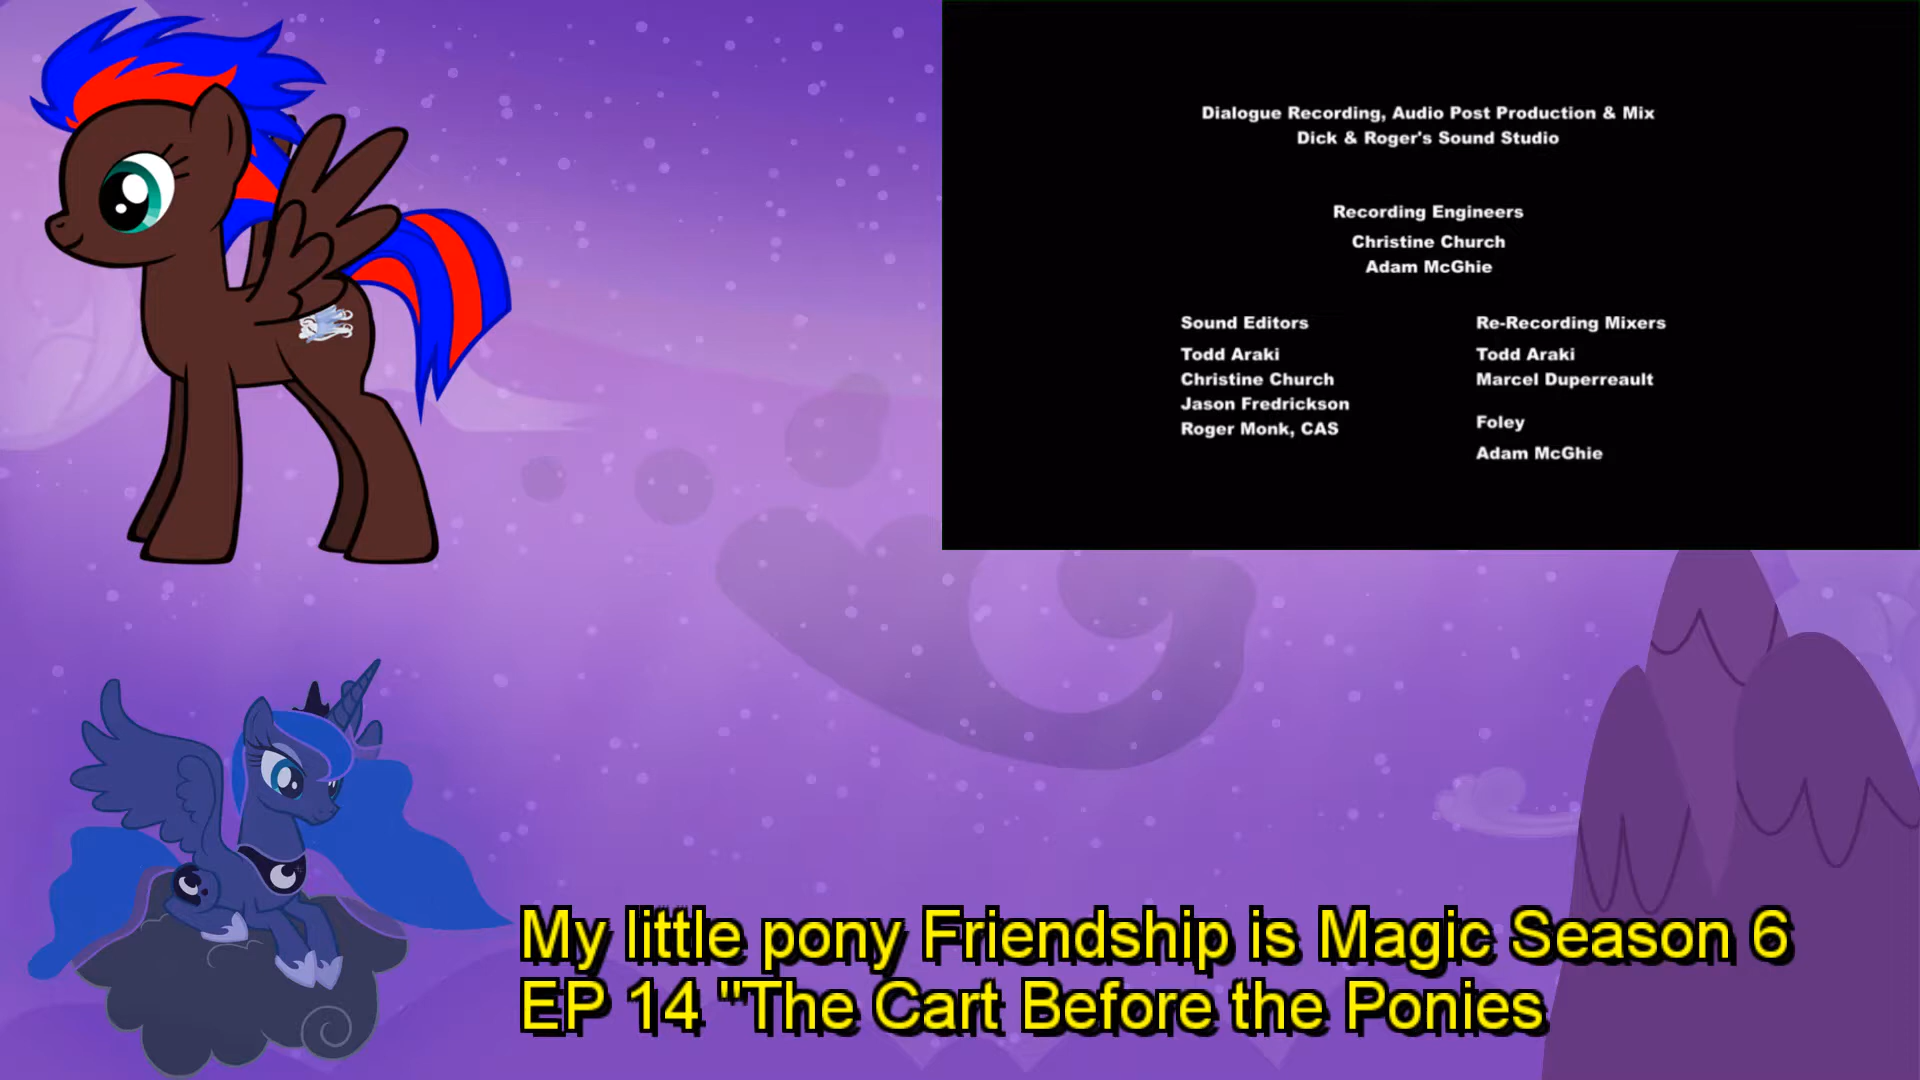 Dialogue Recording, Audio Post Production & Mix
Dick & Roger's Sound Studio
Recording Engineers
Christine Church
Adam McGhie
Sound Editors
Todd Araki
Christine Church
Jason Fredrickson
Roger Monk, CAS
Re-Recording Mixers
Todd Araki
Marcel Duperreault
Foley
Adam McGhie
My little pony Friendship is Magic Season 6
EP 14 "The Cart Before the Ponies